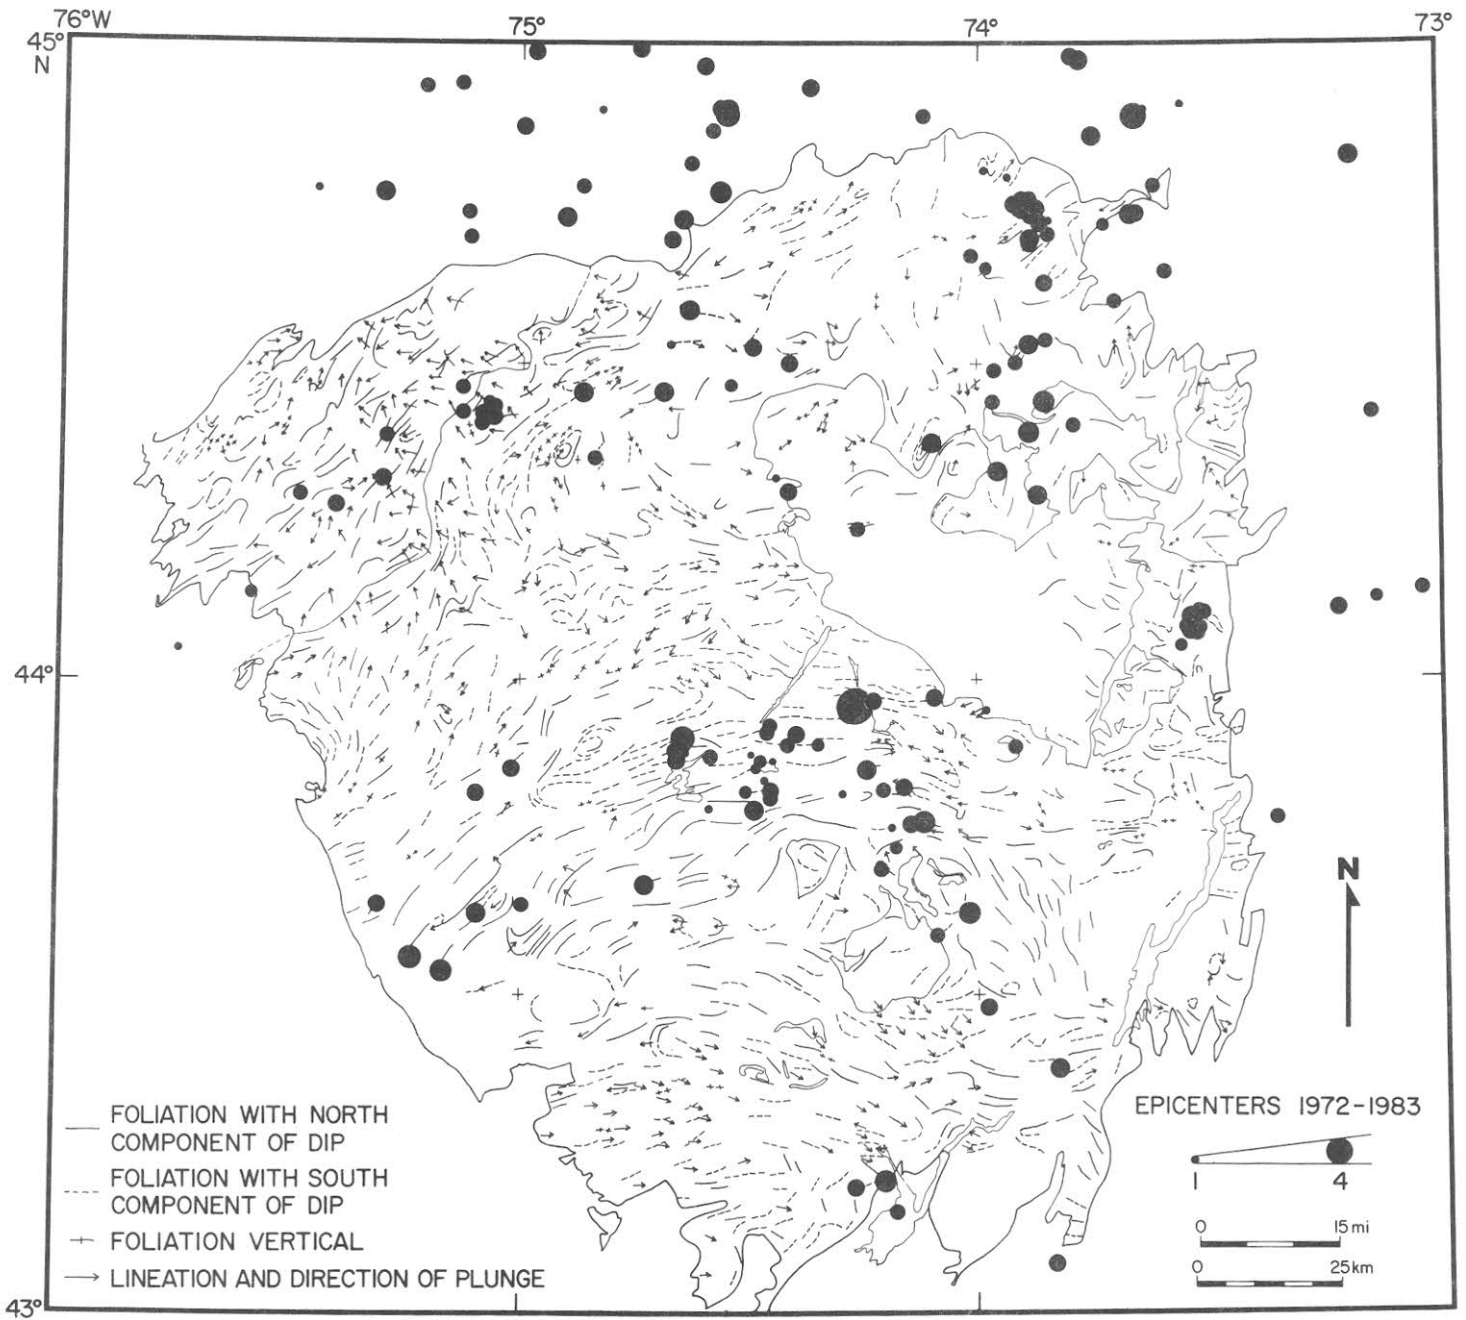 76°W
75°
74°
73°
45°
N
44°
N
FOLIATION WITH NORTH
COMPONENT OF DIP
FOLIATION WITH SOUTH
COMPONENT OF DIP
FOLIATION VERTICAL
LINEATION AND DIRECTION OF PLUNGE
EPICENTERS 1972-1983
1 4
0 15 mi
0 25 km
43°